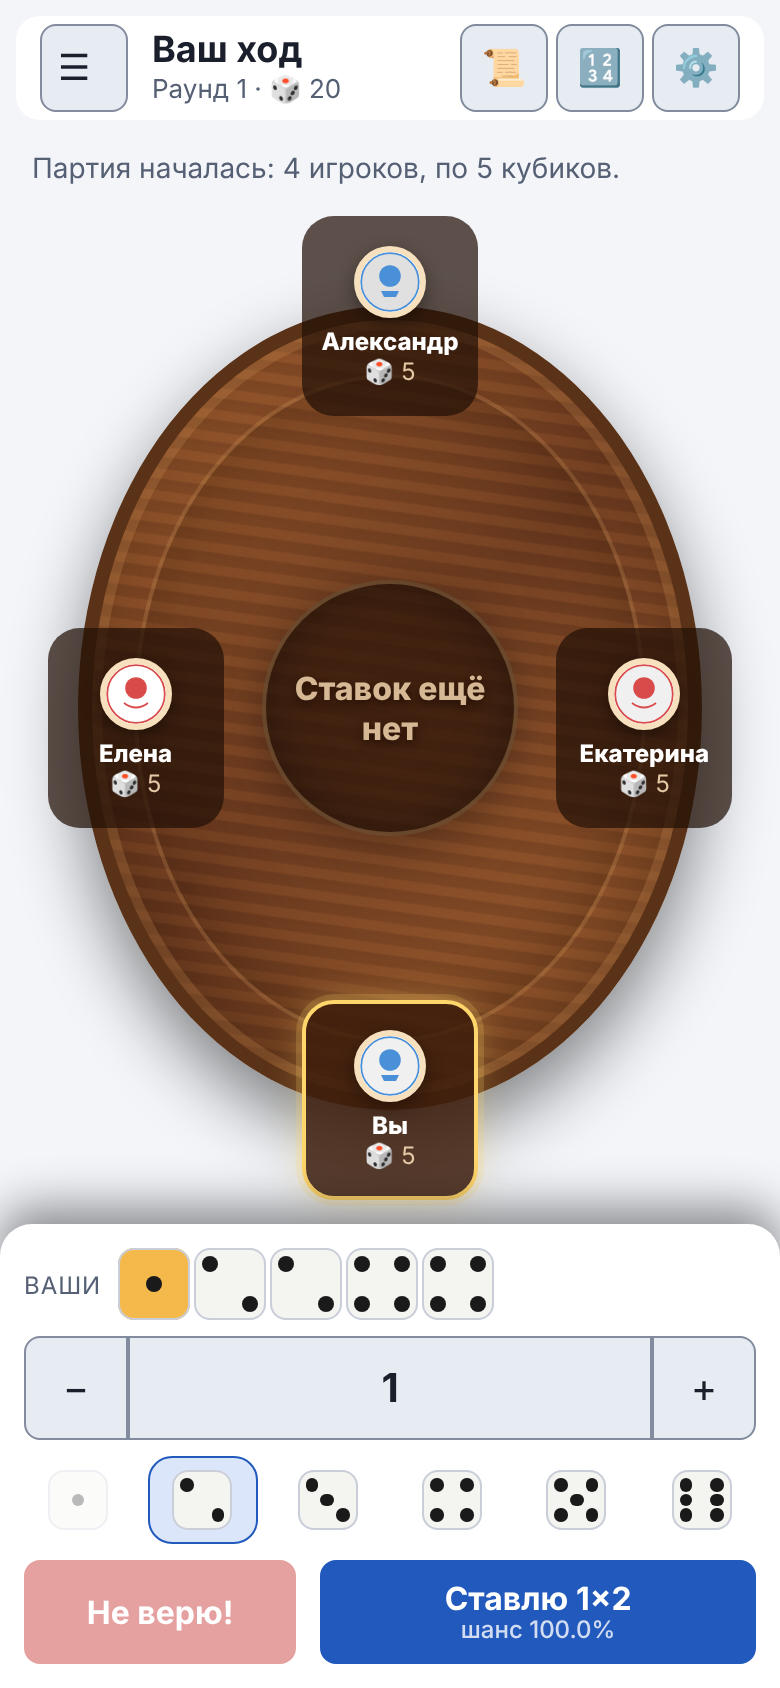 ☰
Ваш ход
Раунд 1 · 🎲 20
📜 🔢 ⚙️
Партия началась: 4 игроков, по 5 кубиков.
Александр
🎲 5
Ставок ещё
нет
Елена
🎲 5
Екатерина
🎲 5
Вы
🎲 5
ВАШИ
− 1 +
Не верю!
Ставлю 1×2
шанс 100.0%